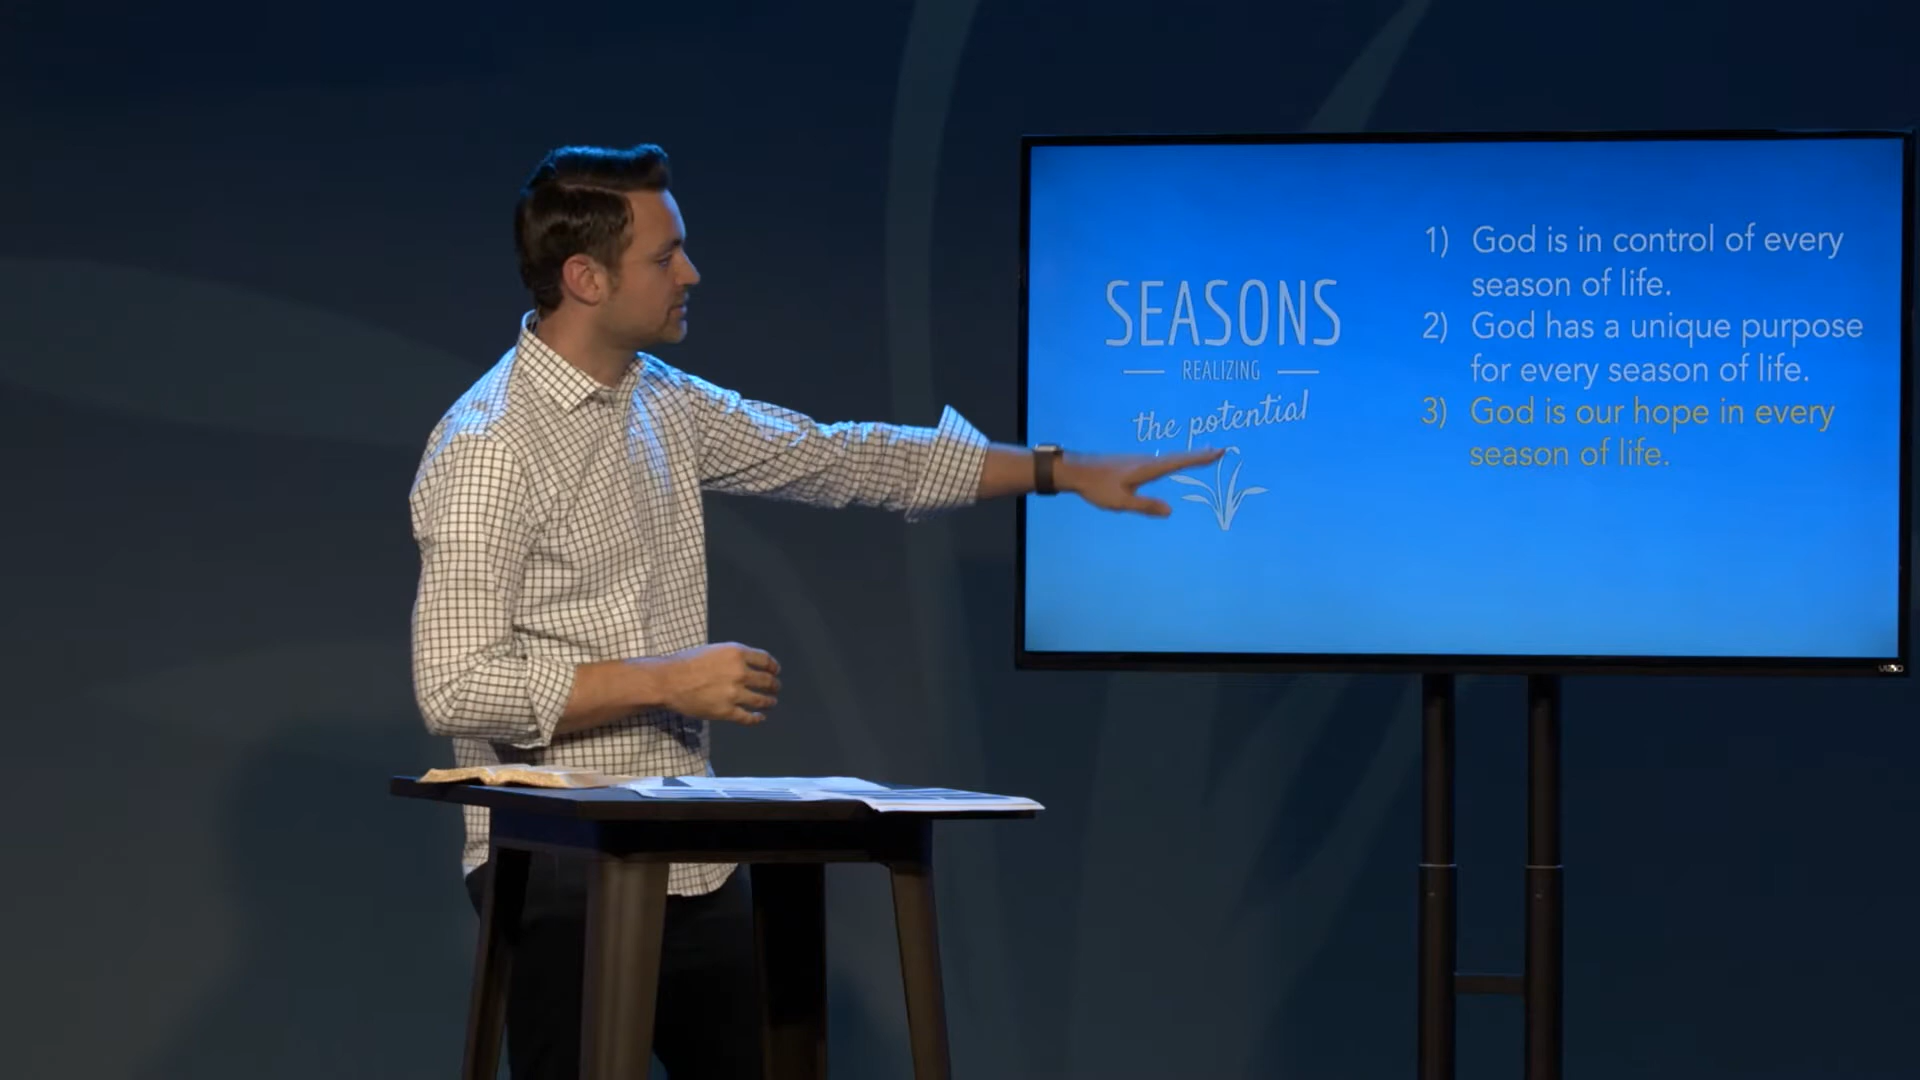 SEASONS
REALIZING
the potential
1) God is in control of every
season of life.
2) God has a unique purpose
for every season of life.
3) God is our hope in every
season of life.
VIZIO